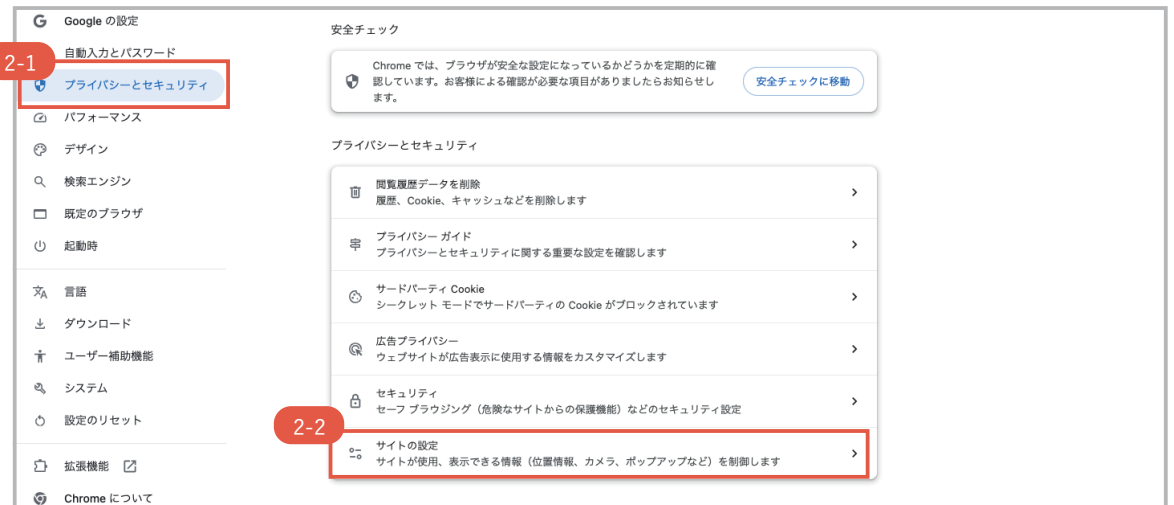 Google の設定
自動入力とパスワード
2-1
プライバシーとセキュリティ
パフォーマンス
デザイン
検索エンジン
既定のブラウザ
起動時
言語
ダウンロード
ユーザー補助機能
システム
設定のリセット
拡張機能
Chrome について
安全チェック
Chrome では、ブラウザが安全な設定になっているかどうかを定期的に確
認しています。お客様による確認が必要な項目がありましたらお知らせし
ます。
安全チェックに移動
プライバシーとセキュリティ
閲覧履歴データを削除
履歴、Cookie、キャッシュなどを削除します
プライバシー ガイド
プライバシーとセキュリティに関する重要な設定を確認します
サードパーティ Cookie
シークレット モードでサードパーティの Cookie がブロックされています
広告プライバシー
ウェブサイトが広告表示に使用する情報をカスタマイズします
セキュリティ
セーフ ブラウジング（危険なサイトからの保護機能）などのセキュリティ設定
2-2
サイトの設定
サイトが使用、表示できる情報（位置情報、カメラ、ポップアップなど）を制御します